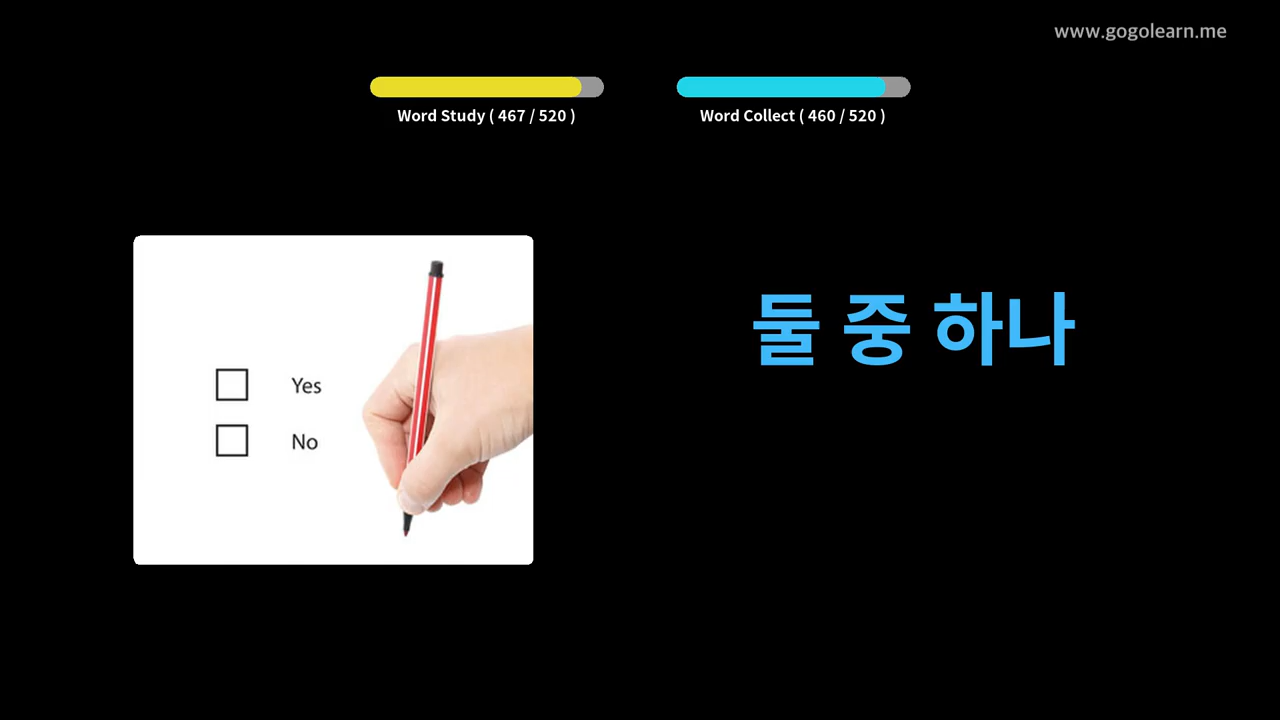 www.gogolearn.me
Word Study ( 467 / 520 )
Word Collect ( 460 / 520 )
둘 중 하나
Yes
No